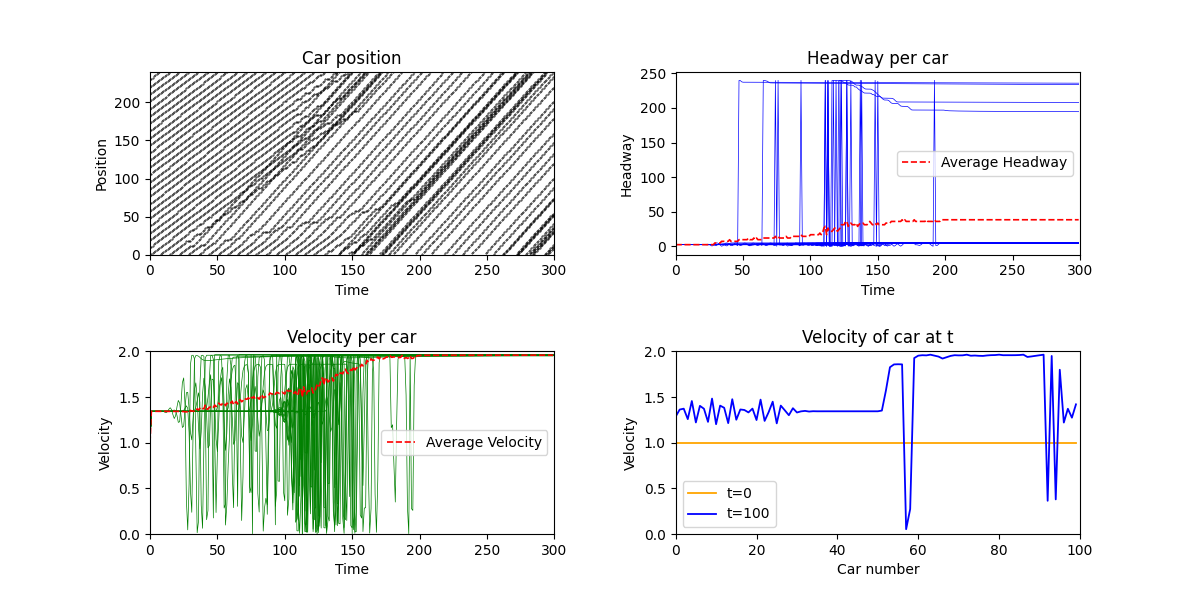 Car position
Position
200
150
100
50
0
0 50 100 150 200 250 300
Time
Headway per car
Headway
250
200
150
100
50
0
Average Headway
0 50 100 150 200 250 300
Time
Velocity per car
Velocity
2.0
1.5
1.0
0.5
0.0
Average Velocity
0 50 100 150 200 250 300
Time
Velocity of car at t
Velocity
2.0
1.5
1.0
0.5
0.0
t=0
t=100
0 20 40 60 80 100
Car number